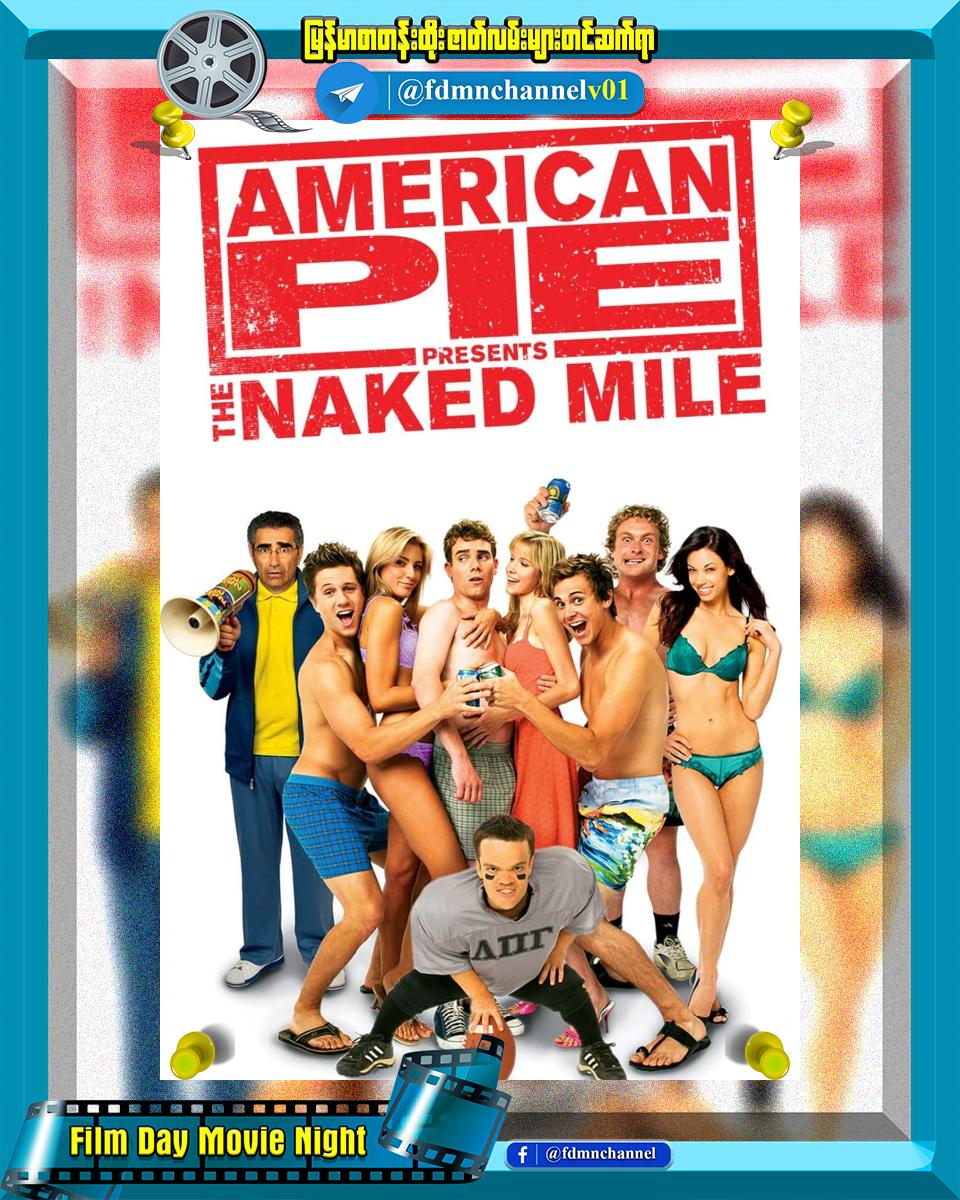 မြန်မာစာတန်းထိုးဇာတ်လမ်းများတင်ဆက်ရာ
@fdmnchannelv01
AMERICAN
PIE
PRESENTS
THE NAKED MILE
ΔΠΓ
Film Day Movie Night
f | @fdmnchannel